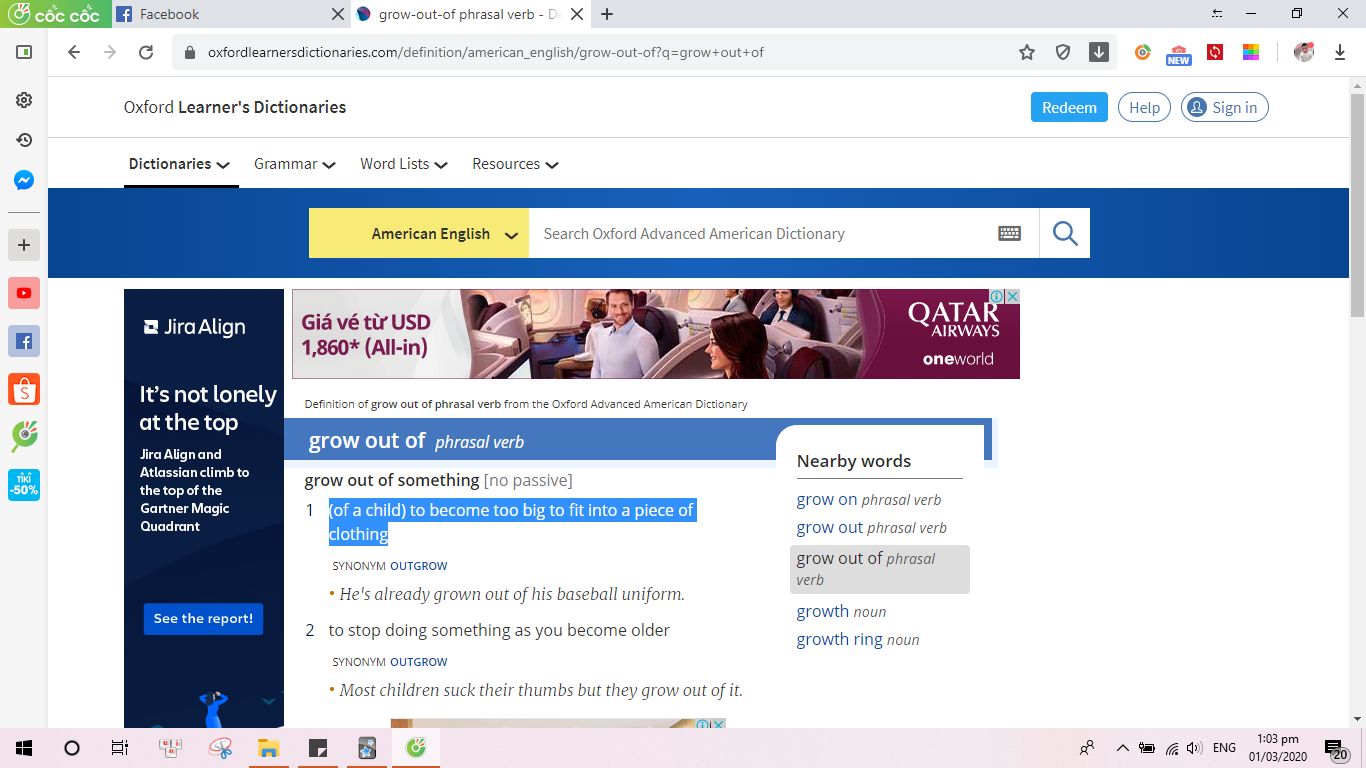 cốc cốc
Facebook
grow-out-of phrasal verb - De
oxfordlearnersdictionaries.com/definition/american_english/grow-out-of?q=grow+out+of
NEW
Oxford Learner's Dictionaries
Redeem
Help
Sign in
Dictionaries
Grammar
Word Lists
Resources
American English
Search Oxford Advanced American Dictionary
TIKI
-50%
Jira Align
It's not lonely
at the top
Jira Align and
Atlassian climb to
the top of the
Gartner Magic
Quadrant
See the report!
Giá vé từ USD
1,860* (All-in)
QATAR
AIRWAYS
oneworld
Definition of grow out of phrasal verb from the Oxford Advanced American Dictionary
grow out of phrasal verb
grow out of something [no passive]
1 (of a child) to become too big to fit into a piece of
clothing
SYNONYM OUTGROW
• He's already grown out of his baseball uniform.
2 to stop doing something as you become older
SYNONYM OUTGROW
• Most children suck their thumbs but they grow out of it.
Nearby words
grow on phrasal verb
grow out phrasal verb
grow out of phrasal
verb
growth noun
growth ring noun
ENG
1:03 pm
01/03/2020
20